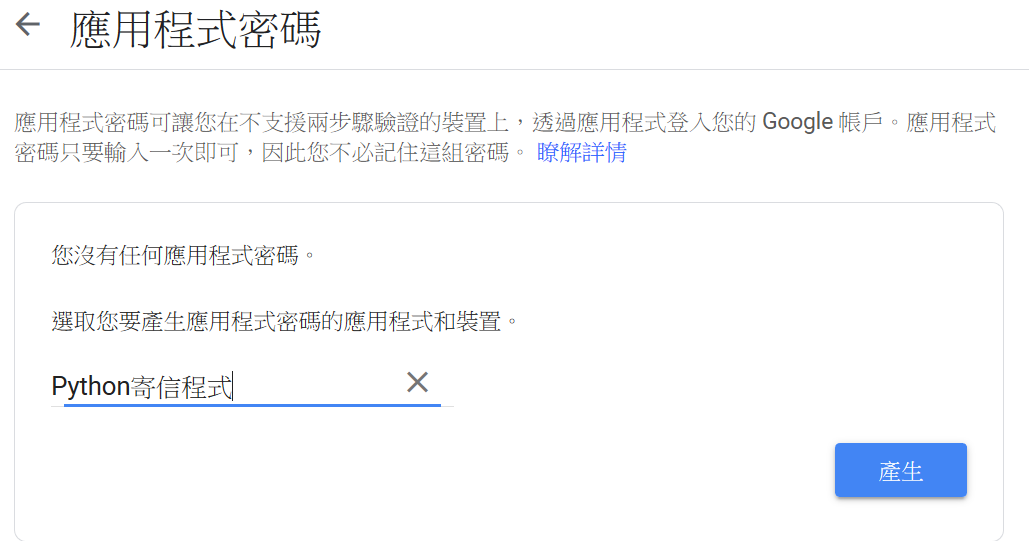 應用程式密碼
應用程式密碼可讓您在不支援兩步驟驗證的裝置上，透過應用程式登入您的 Google 帳戶。應用程式
密碼只要輸入一次即可，因此您不必記住這組密碼。 瞭解詳情
您沒有任何應用程式密碼。
選取您要產生應用程式密碼的應用程式和裝置。
Python寄信程式
產生